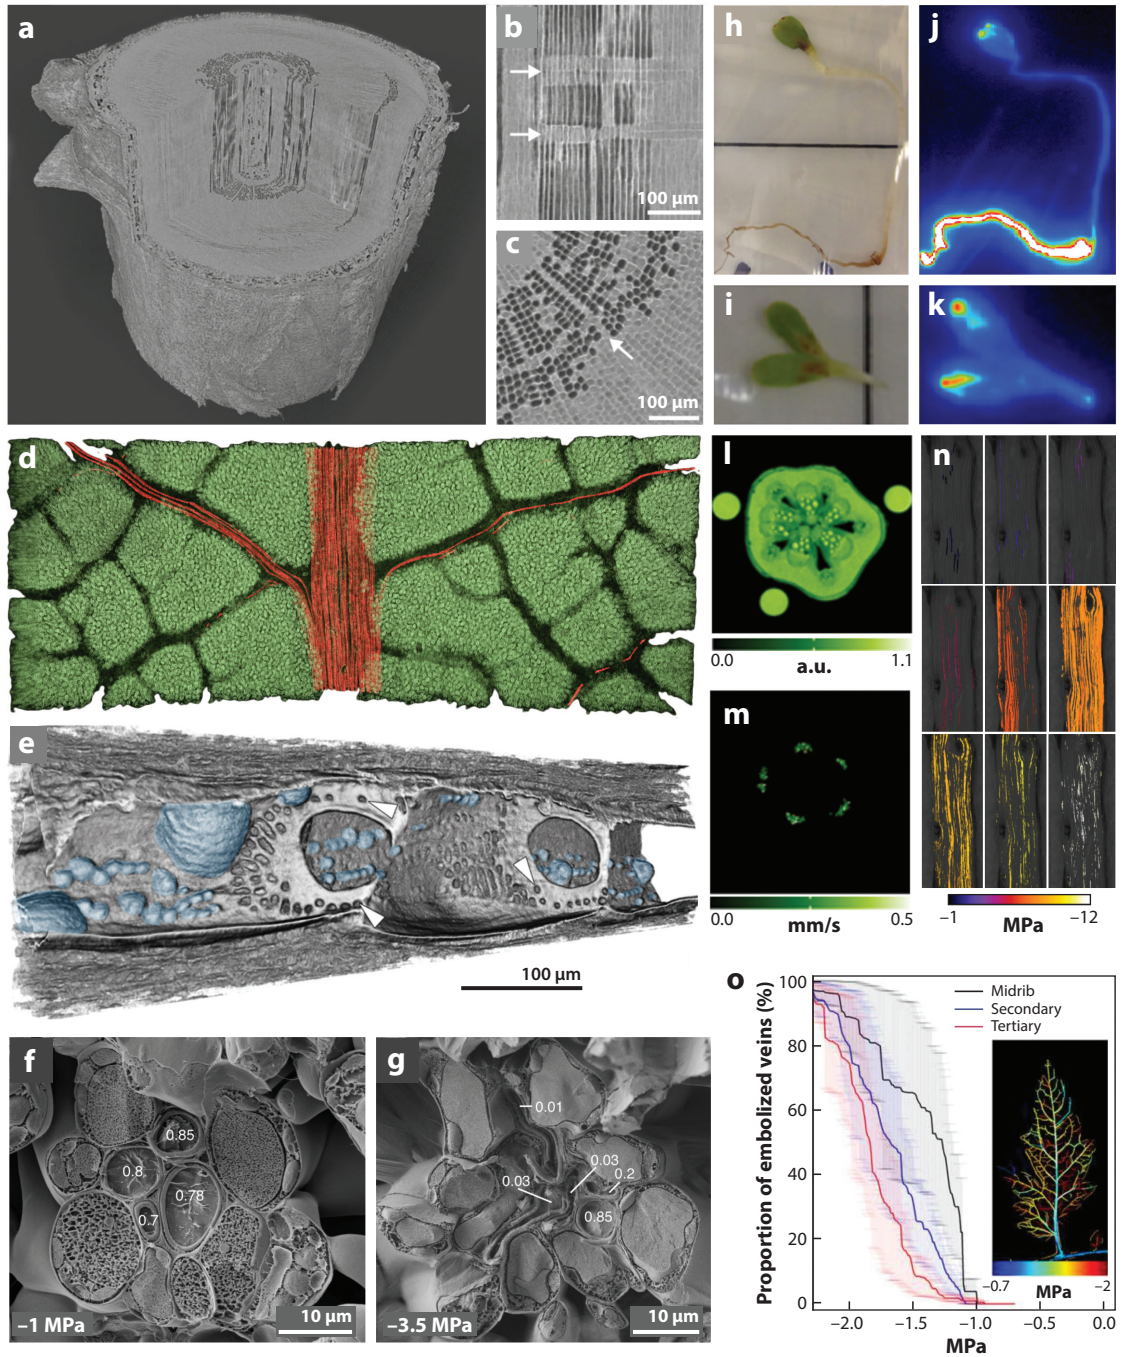 a
b
100 µm
c
100 µm
h
j
i
k
d
l
0.0 1.1
a.u.
m
0.0 0.5
mm/s
n
–1 –12
MPa
e
100 µm
f
0.85
0.8
0.78
0.7
–1 MPa
10 µm
g
0.01
0.03
0.03
0.2
0.85
–3.5 MPa
10 µm
o
Proportion of embolized veins (%)
100
80
60
40
20
0
Midrib
Secondary
Tertiary
–0.7 –2
MPa
–2.0 –1.5 –1.0 –0.5 0.0
MPa